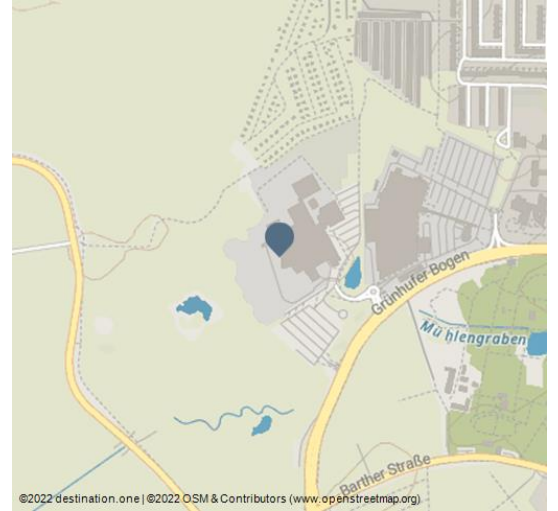 Grünhufer Bogen
Mühlengraben
Barther Straße
©2022 destination.one | ©2022 OSM & Contributors (www.openstreetmap.org)